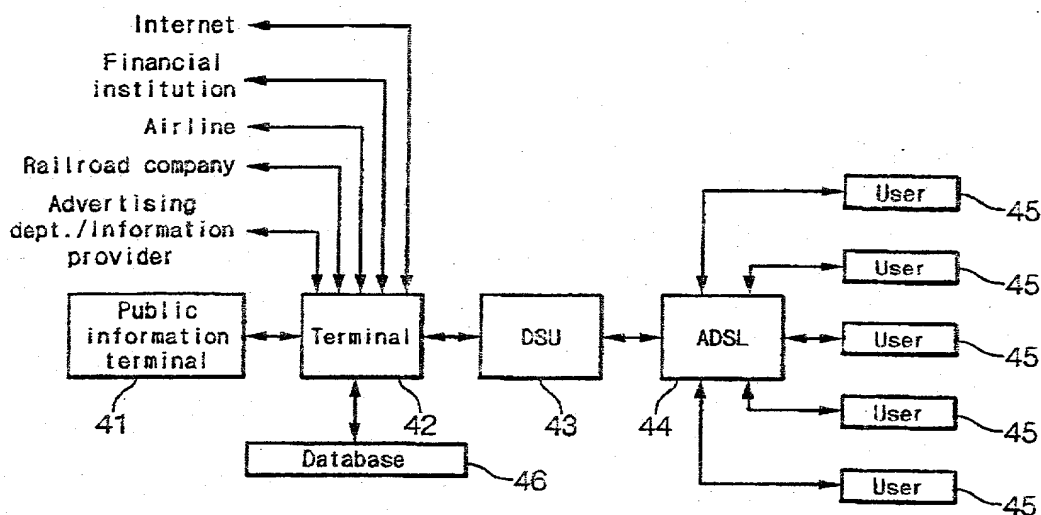 Internet
Financial
institution
Airline
Railroad company
Advertising
dept./Information
provider
Public
information
terminal
41
Terminal
42
DSU
43
ADSL
44
User
45
User
45
User
45
User
45
User
45
Database
46